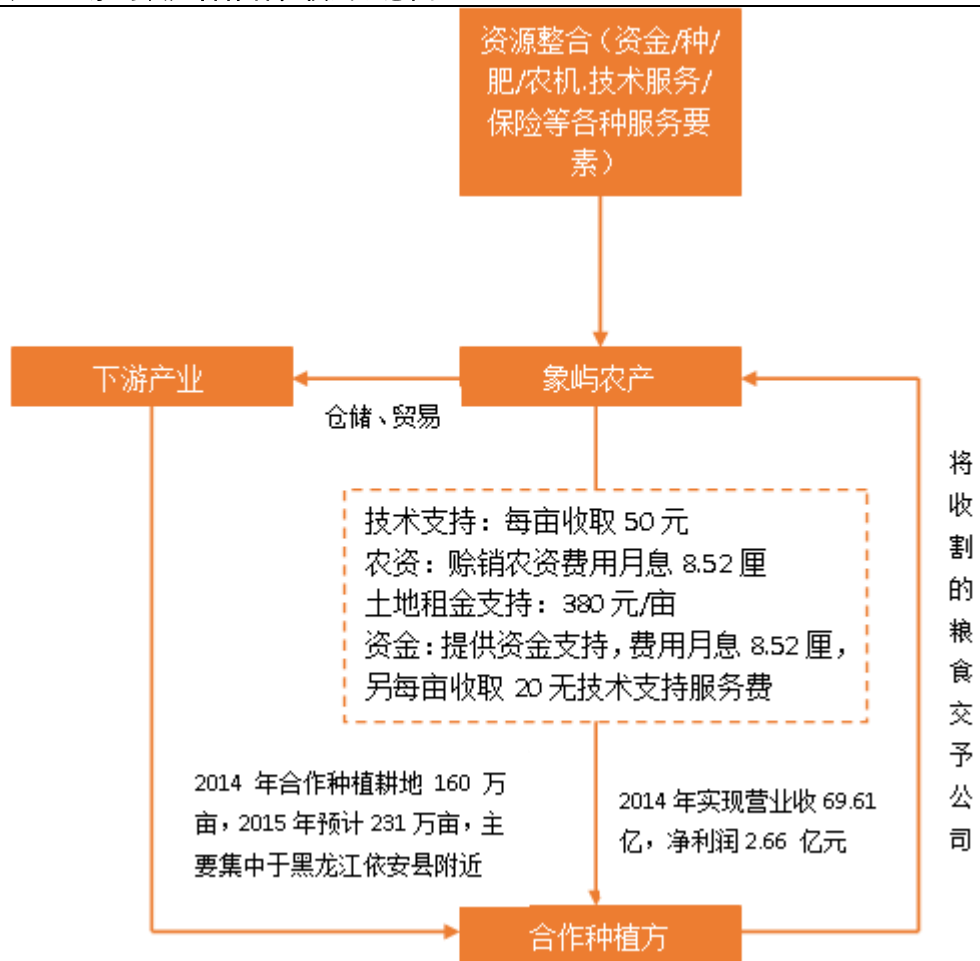 资源整合（资金/种/
肥/农机.技术服务/
保险等各种服务要
素）
下游产业
象屿农产
仓储、贸易
技术支持：每亩收取 50 元
农资：赊销农资费用月息 8.52 厘
土地租金支持：380 元/亩
资金：提供资金支持，费用月息 8.52 厘，
另每亩收取 20 无技术支持服务费
将
收
割
的
粮
食
交
予
公
司
2014 年合作种植耕地 160 万
亩，2015 年预计 231 万亩，主
要集中于黑龙江依安县附近
2014 年实现营业收 69.61
亿，净利润 2.66 亿元
合作种植方